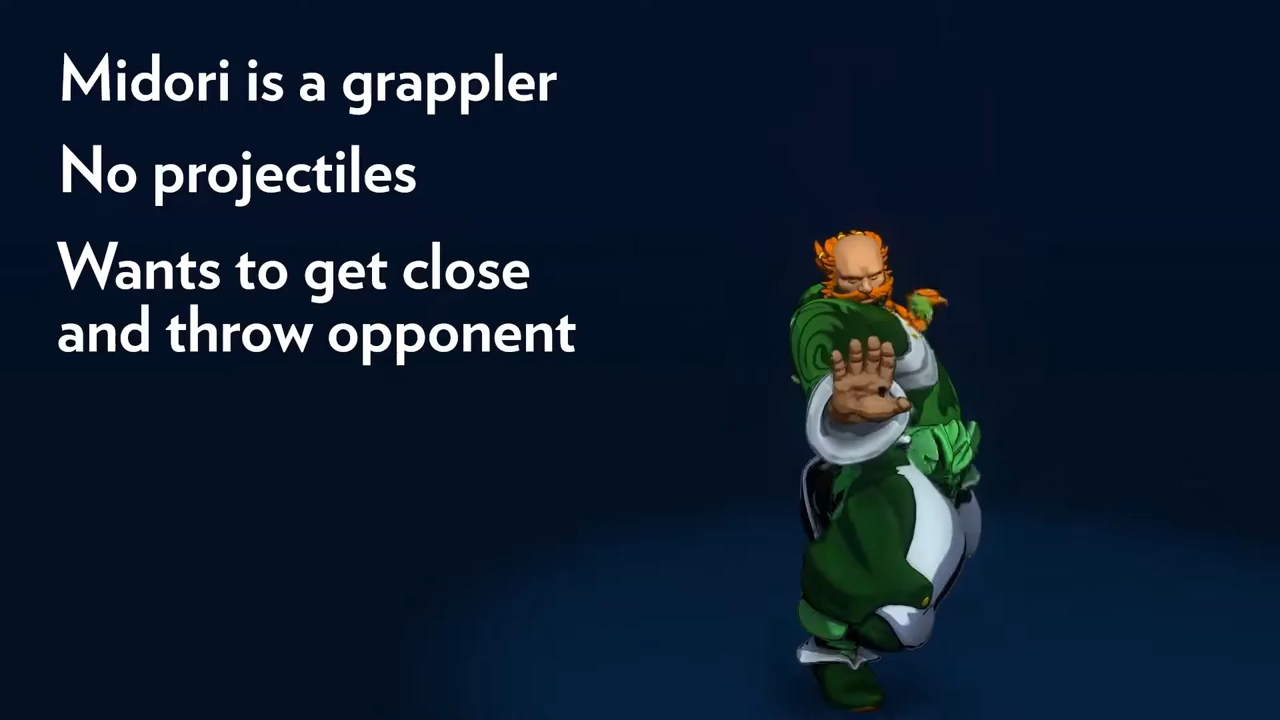 Midori is a grappler
No projectiles
Wants to get close
and throw opponent